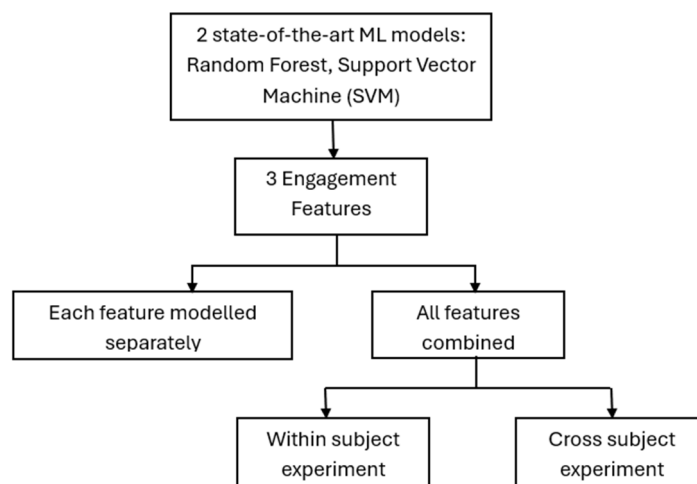 2 state-of-the-art ML models:
Random Forest, Support Vector
Machine (SVM)
3 Engagement
Features
Each feature modelled
separately
All features
combined
Within subject
experiment
Cross subject
experiment